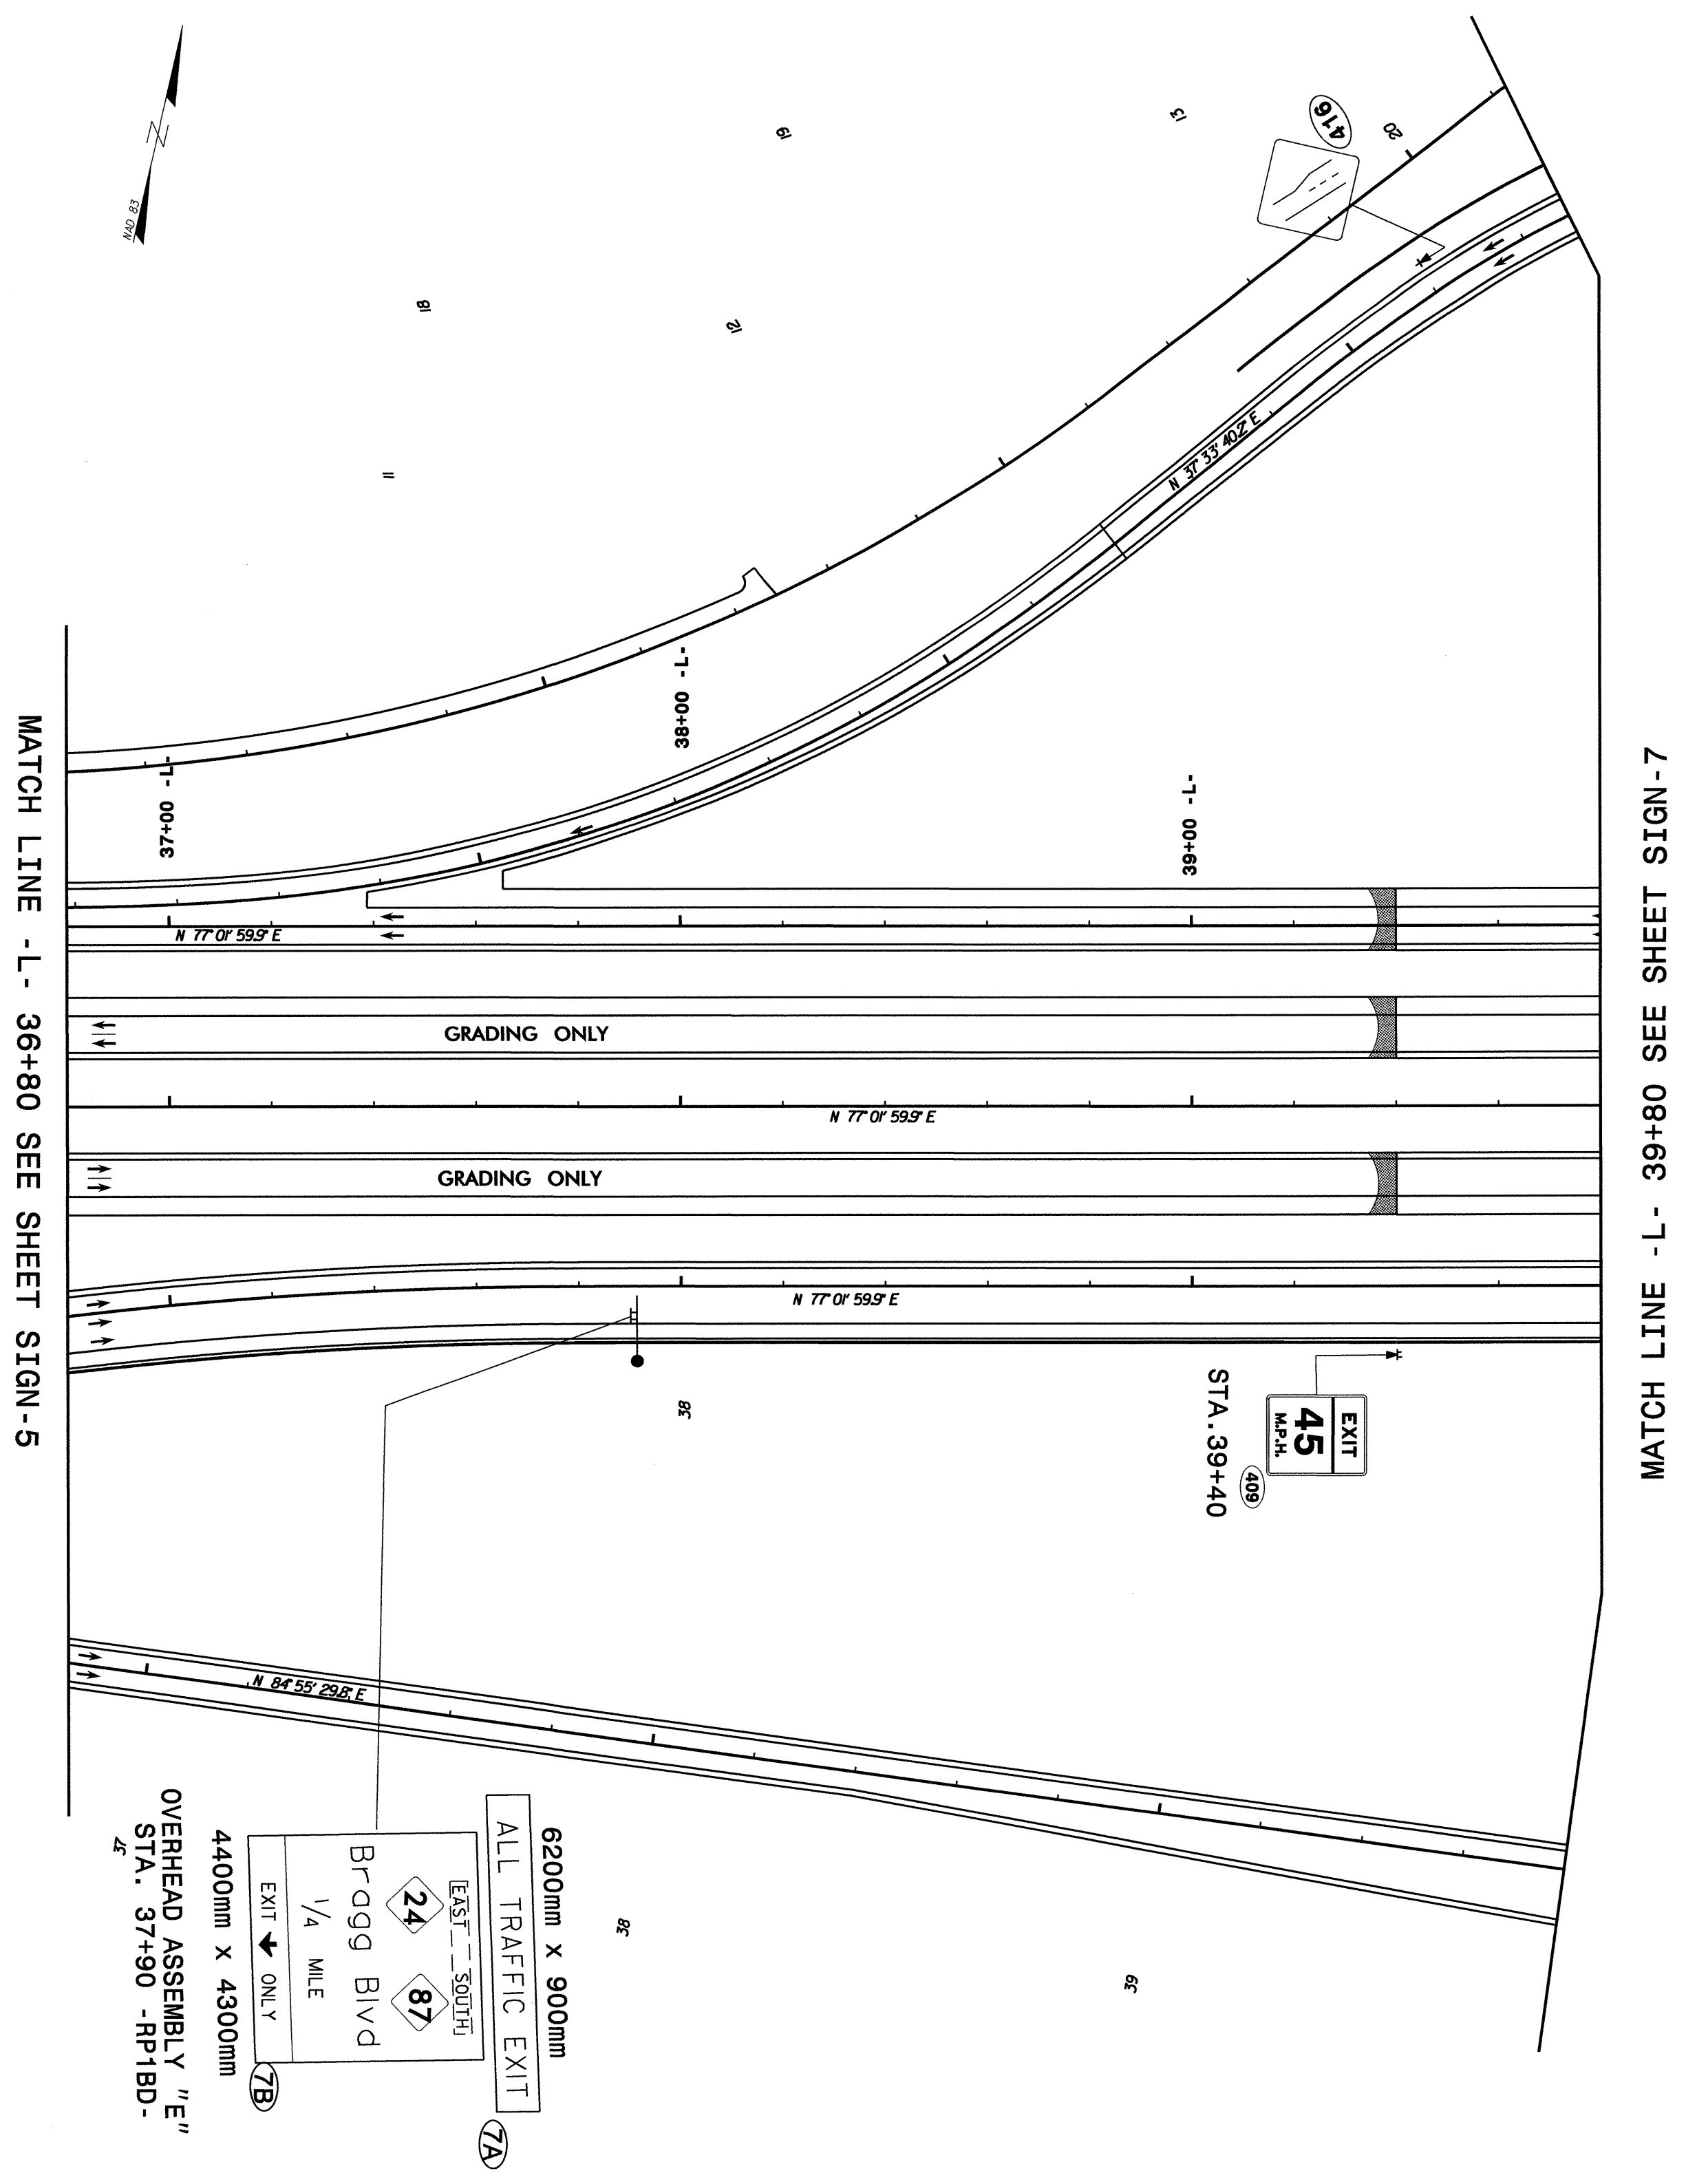 MATCH LINE -L- 39+80 SEE SHEET SIGN-7
416
20
13
19
12
18
11
NAD 83
N
N 37° 33' 40.2" E
37+00 -L-
38+00 -L-
39+00 -L-
N 77° 01' 59.9" E
GRADING ONLY
N 77° 01' 59.9" E
GRADING ONLY
N 77° 01' 59.9" E
38
EXIT
45
M.P.H.
409
STA.39+40
N 84° 55' 29.8" E
39
38
37
6200mm x 900mm
ALL TRAFFIC EXIT
7A
EAST SOUTH
24 87
Bragg Blvd
1/4 MILE
EXIT ONLY
7B
4400mm x 4300mm
OVERHEAD ASSEMBLY "E"
STA. 37+90 -RP1BD-
MATCH LINE -L- 36+80 SEE SHEET SIGN-5